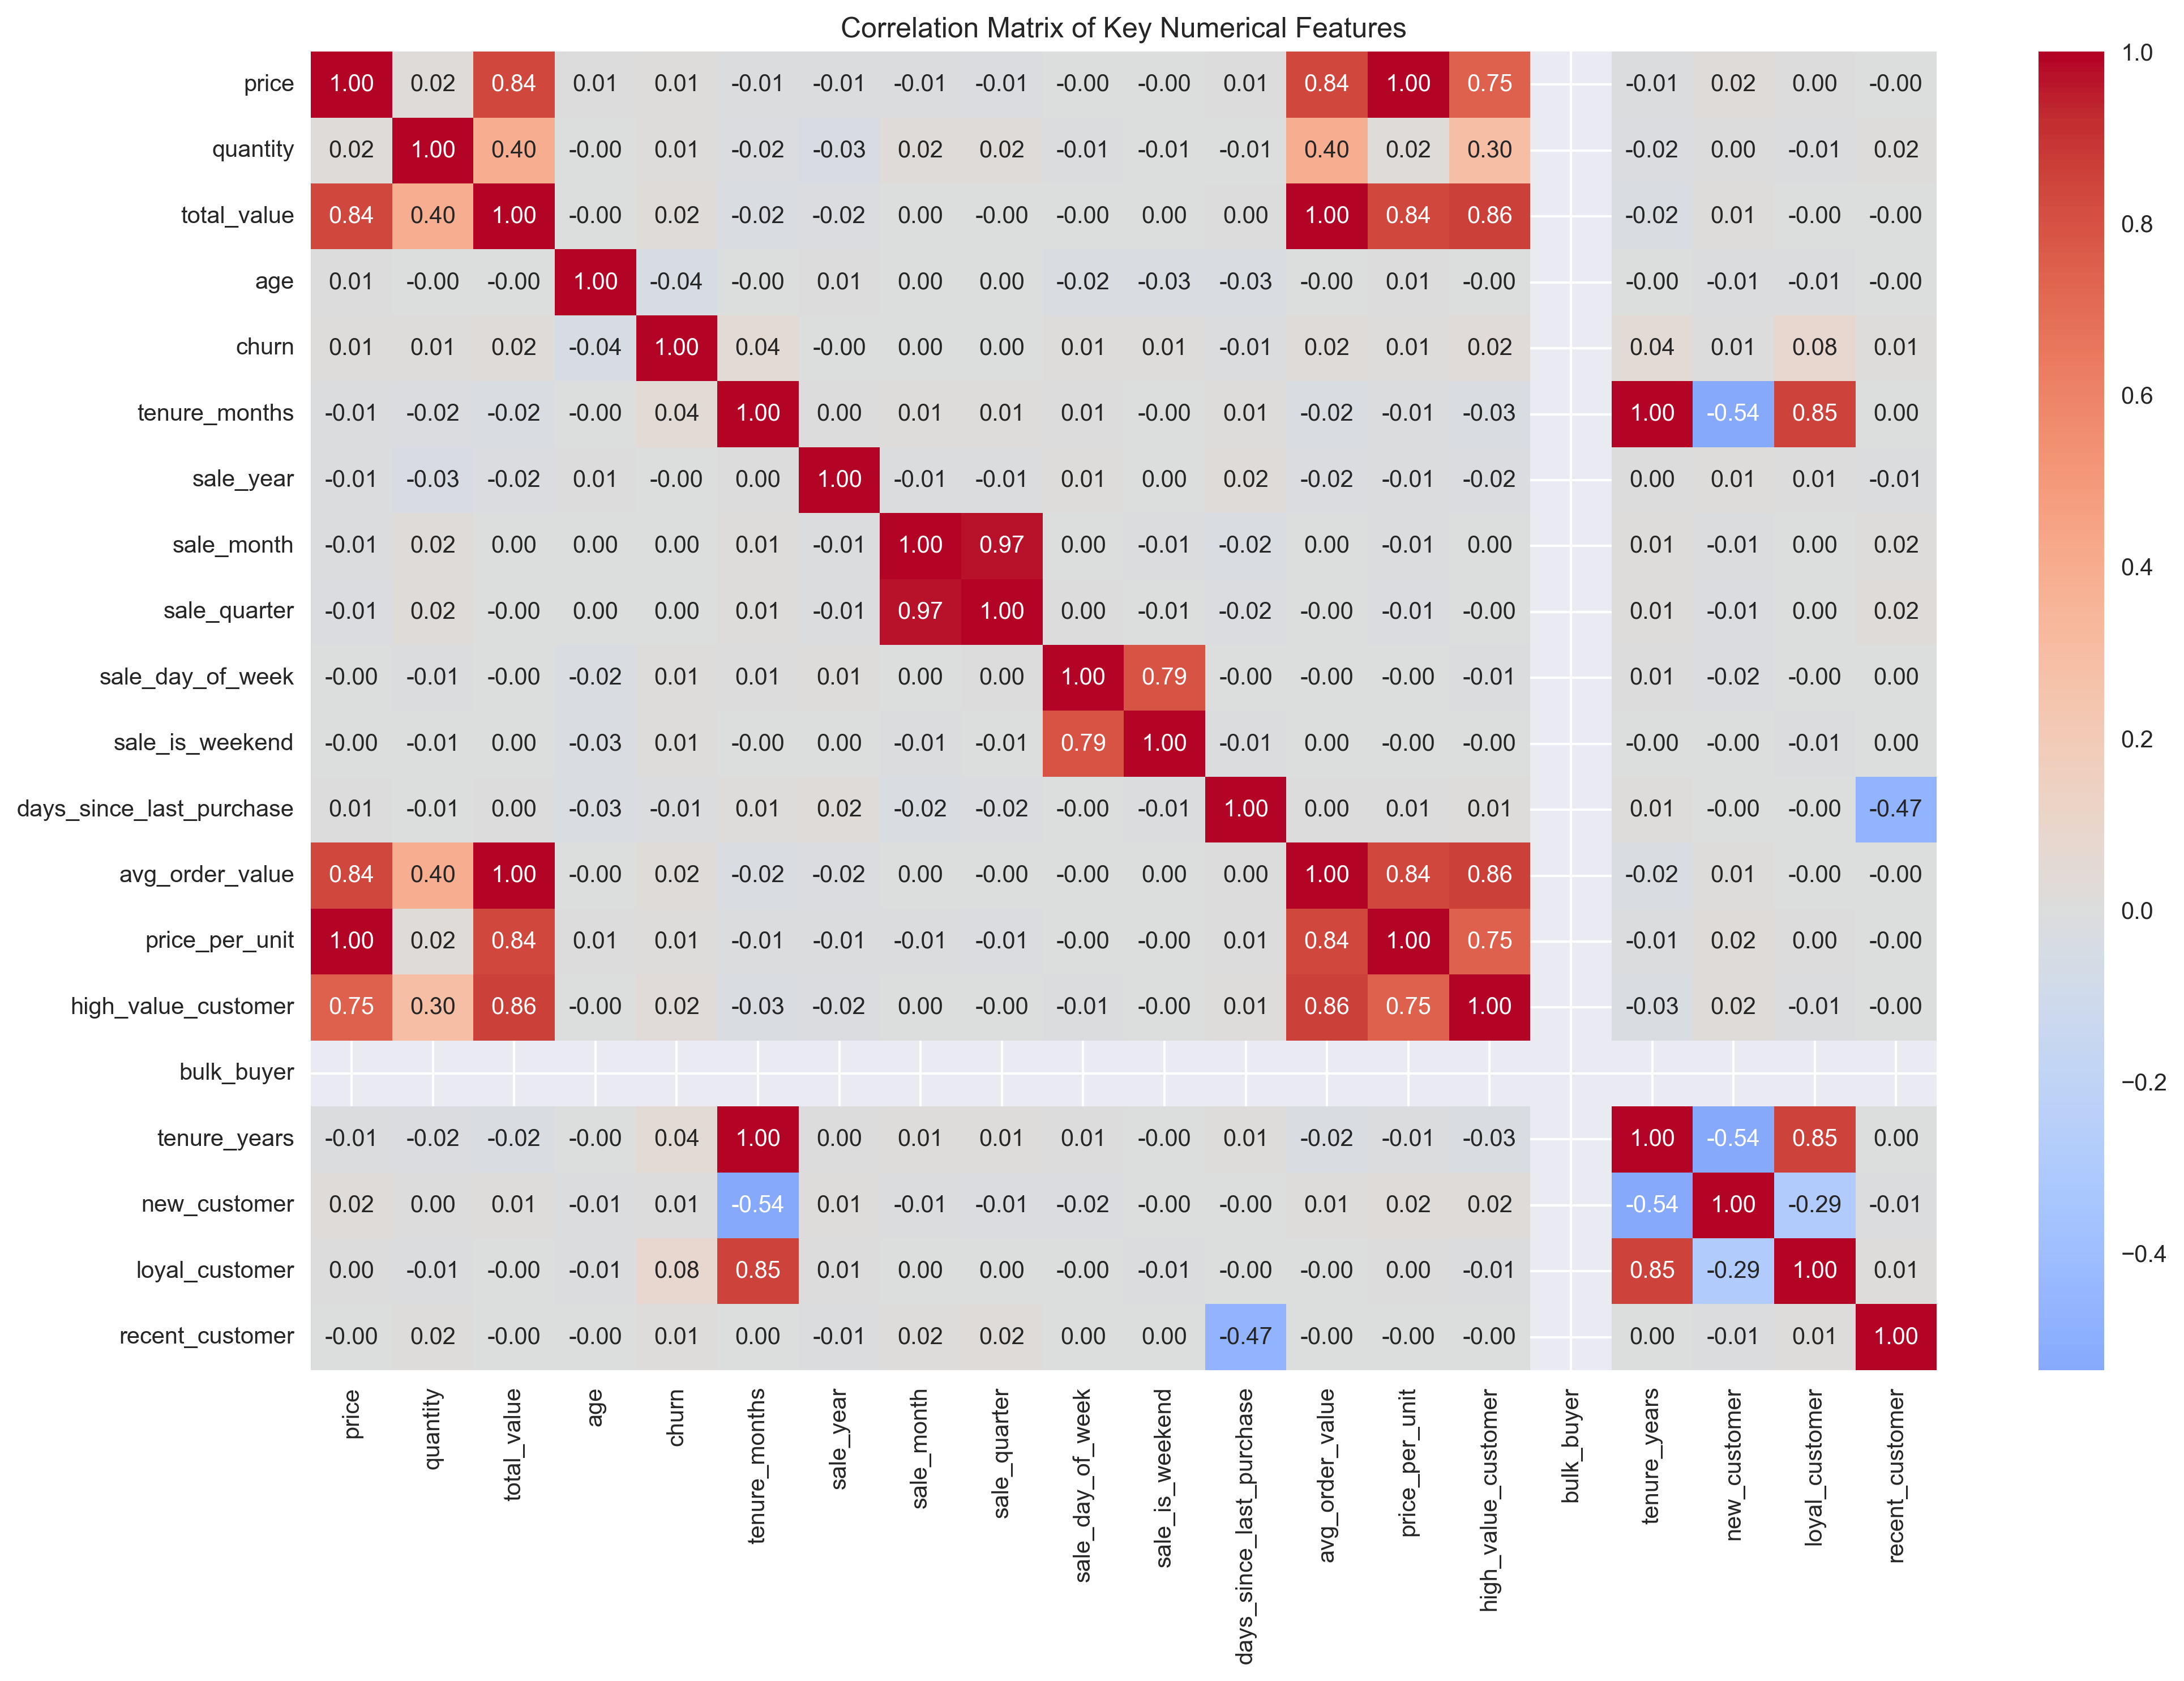 Correlation Matrix of Key Numerical Features
price 1.00 0.02 0.84 0.01 0.01 -0.01 -0.01 -0.01 -0.01 -0.00 -0.00 0.01 0.84 1.00 0.75 -0.01 0.02 0.00 -0.00
quantity 0.02 1.00 0.40 -0.00 0.01 -0.02 -0.03 0.02 0.02 -0.01 -0.01 -0.01 0.40 0.02 0.30 -0.02 0.00 -0.01 0.02
total_value 0.84 0.40 1.00 -0.00 0.02 -0.02 -0.02 0.00 -0.00 -0.00 0.00 0.00 1.00 0.84 0.86 -0.02 0.01 -0.00 -0.00
age 0.01 -0.00 -0.00 1.00 -0.04 -0.00 0.01 0.00 0.00 -0.02 -0.03 -0.03 -0.00 0.01 -0.00 -0.00 -0.01 -0.01 -0.00
churn 0.01 0.01 0.02 -0.04 1.00 0.04 -0.00 0.00 0.00 0.01 0.01 -0.01 0.02 0.01 0.02 0.04 0.01 0.08 0.01
tenure_months -0.01 -0.02 -0.02 -0.00 0.04 1.00 0.00 0.01 0.01 0.01 -0.00 0.01 -0.02 -0.01 -0.03 1.00 -0.54 0.85 0.00
sale_year -0.01 -0.03 -0.02 0.01 -0.00 0.00 1.00 -0.01 -0.01 0.01 0.00 0.02 -0.02 -0.01 -0.02 0.00 0.01 0.01 -0.01
sale_month -0.01 0.02 0.00 0.00 0.00 0.01 -0.01 1.00 0.97 0.00 -0.01 -0.02 0.00 -0.01 0.00 0.01 -0.01 0.00 0.02
sale_quarter -0.01 0.02 -0.00 0.00 0.00 0.01 -0.01 0.97 1.00 0.00 -0.01 -0.02 -0.00 -0.01 -0.00 0.01 -0.01 0.00 0.02
sale_day_of_week -0.00 -0.01 -0.00 -0.02 0.01 0.01 0.01 0.00 0.00 1.00 0.79 -0.00 -0.00 -0.00 -0.01 0.01 -0.02 -0.00 0.00
sale_is_weekend -0.00 -0.01 0.00 -0.03 0.01 -0.00 0.00 -0.01 -0.01 0.79 1.00 -0.01 0.00 -0.00 -0.00 -0.00 -0.00 -0.01 0.00
days_since_last_purchase 0.01 -0.01 0.00 -0.03 -0.01 0.01 0.02 -0.02 -0.02 -0.00 -0.01 1.00 0.00 0.01 0.01 0.01 -0.00 -0.00 -0.47
avg_order_value 0.84 0.40 1.00 -0.00 0.02 -0.02 -0.02 0.00 -0.00 -0.00 0.00 0.00 1.00 0.84 0.86 -0.02 0.01 -0.00 -0.00
price_per_unit 1.00 0.02 0.84 0.01 0.01 -0.01 -0.01 -0.01 -0.01 -0.00 -0.00 0.01 0.84 1.00 0.75 -0.01 0.02 0.00 -0.00
high_value_customer 0.75 0.30 0.86 -0.00 0.02 -0.03 -0.02 0.00 -0.00 -0.01 -0.00 0.01 0.86 0.75 1.00 -0.03 0.02 -0.01 -0.00
bulk_buyer
tenure_years -0.01 -0.02 -0.02 -0.00 0.04 1.00 0.00 0.01 0.01 0.01 -0.00 0.01 -0.02 -0.01 -0.03 1.00 -0.54 0.85 0.00
new_customer 0.02 0.00 0.01 -0.01 0.01 -0.54 0.01 -0.01 -0.01 -0.02 -0.00 -0.00 0.01 0.02 0.02 -0.54 1.00 -0.29 -0.01
loyal_customer 0.00 -0.01 -0.00 -0.01 0.08 0.85 0.01 0.00 0.00 -0.00 -0.01 -0.00 -0.00 0.00 -0.01 0.85 -0.29 1.00 0.01
recent_customer -0.00 0.02 -0.00 -0.00 0.01 0.00 -0.01 0.02 0.02 0.00 0.00 -0.47 -0.00 -0.00 -0.00 0.00 -0.01 0.01 1.00
price
quantity
total_value
age
churn
tenure_months
sale_year
sale_month
sale_quarter
sale_day_of_week
sale_is_weekend
days_since_last_purchase
avg_order_value
price_per_unit
high_value_customer
bulk_buyer
tenure_years
new_customer
loyal_customer
recent_customer
1.0
0.8
0.6
0.4
0.2
0.0
−0.2
−0.4